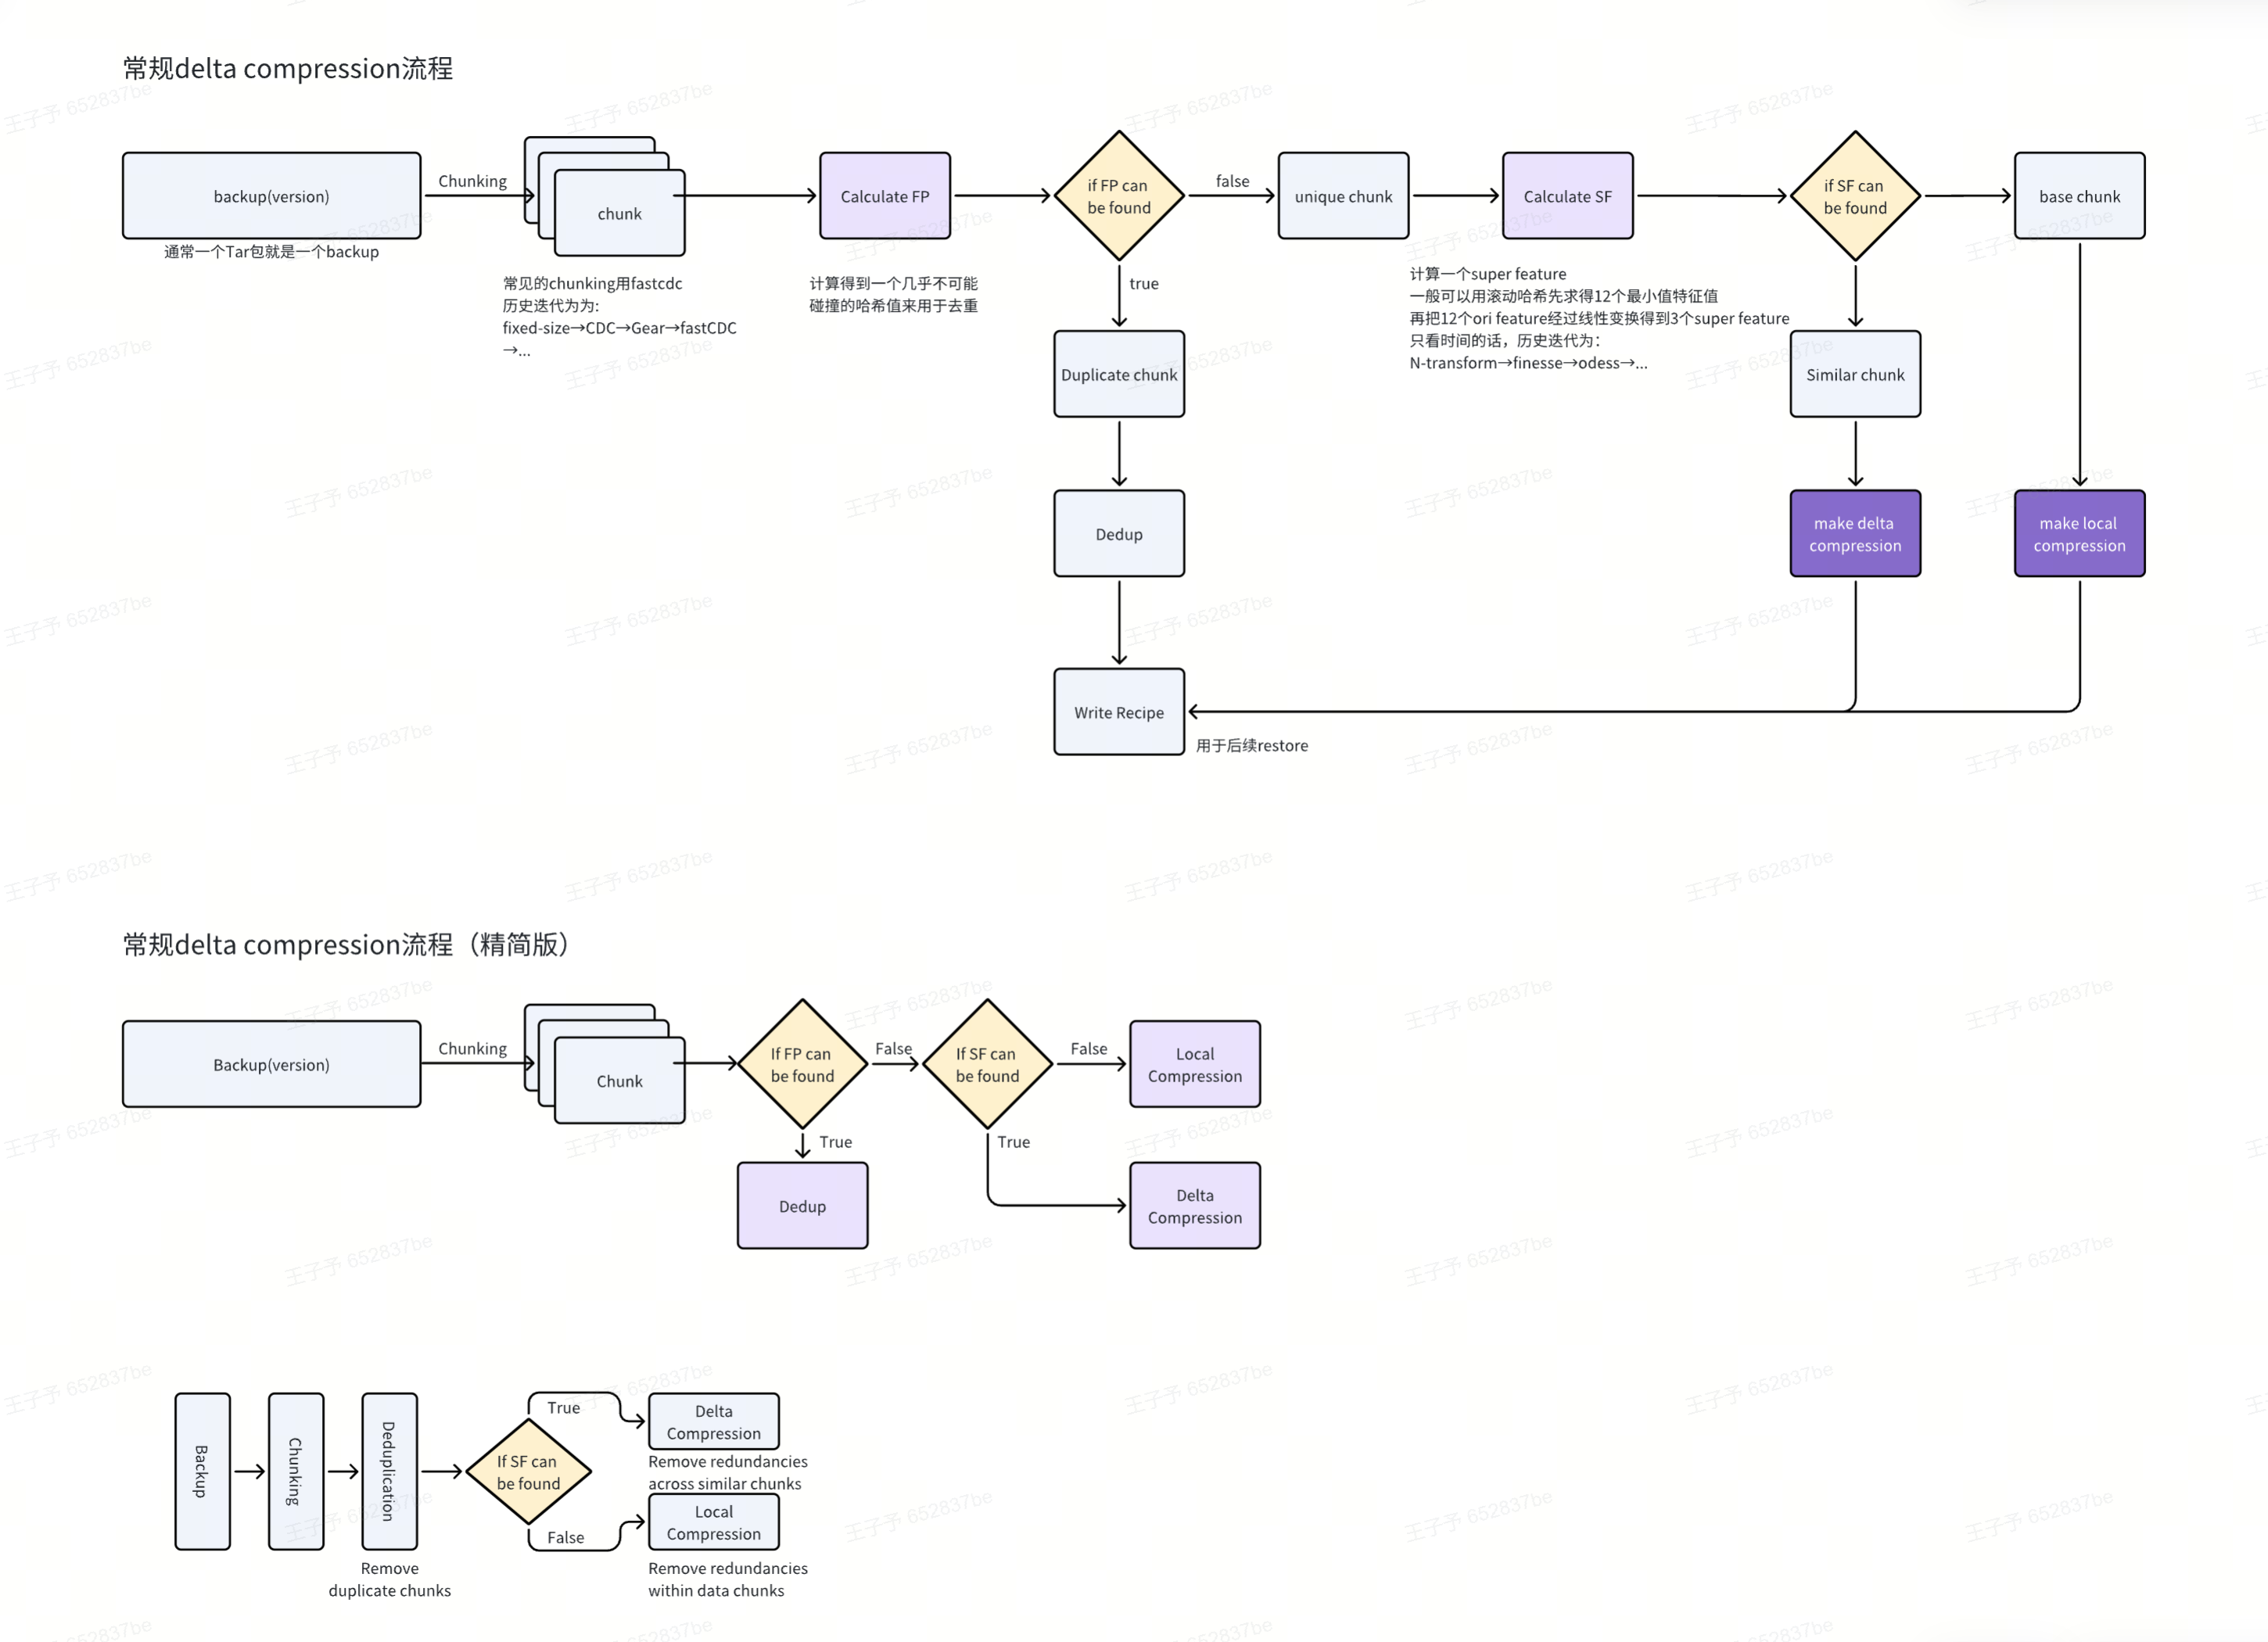 常规delta compression流程
backup(version)
通常一个Tar包就是一个backup
Chunking
chunk
常见的chunking用fastcdc
历史迭代为为:
fixed-size→CDC→Gear→fastCDC
→...
Calculate FP
计算得到一个几乎不可能
碰撞的哈希值来用于去重
if FP can
be found
false
true
unique chunk
Calculate SF
计算一个super feature
一般可以用滚动哈希先求得12个最小值特征值
再把12个ori feature经过线性变换得到3个super feature
只看时间的话，历史迭代为：
N-transform→finesse→odess→...
if SF can
be found
base chunk
Duplicate chunk
Similar chunk
Dedup
make delta
compression
make local
compression
Write Recipe
用于后续restore
常规delta compression流程（精简版）
Backup(version)
Chunking
Chunk
If FP can
be found
False
True
If SF can
be found
False
True
Local
Compression
Dedup
Delta
Compression
Backup
Chunking
Deduplication
Remove
duplicate chunks
If SF can
be found
True
False
Delta
Compression
Remove redundancies
across similar chunks
Local
Compression
Remove redundancies
within data chunks
王子予 652837be